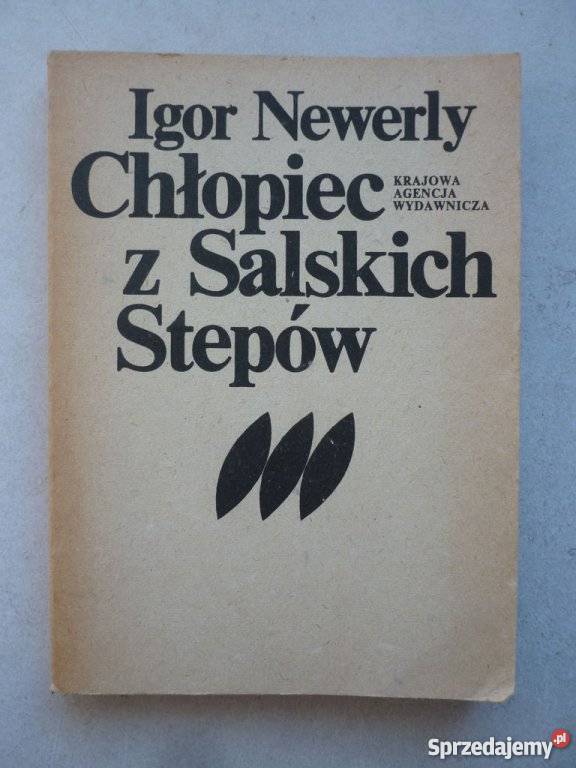 Igor Newerly
Chłopiec
KRAJOWA
AGENCJA
WYDAWNICZA
z Salskich
Stepów
Sprzedajemy.pl